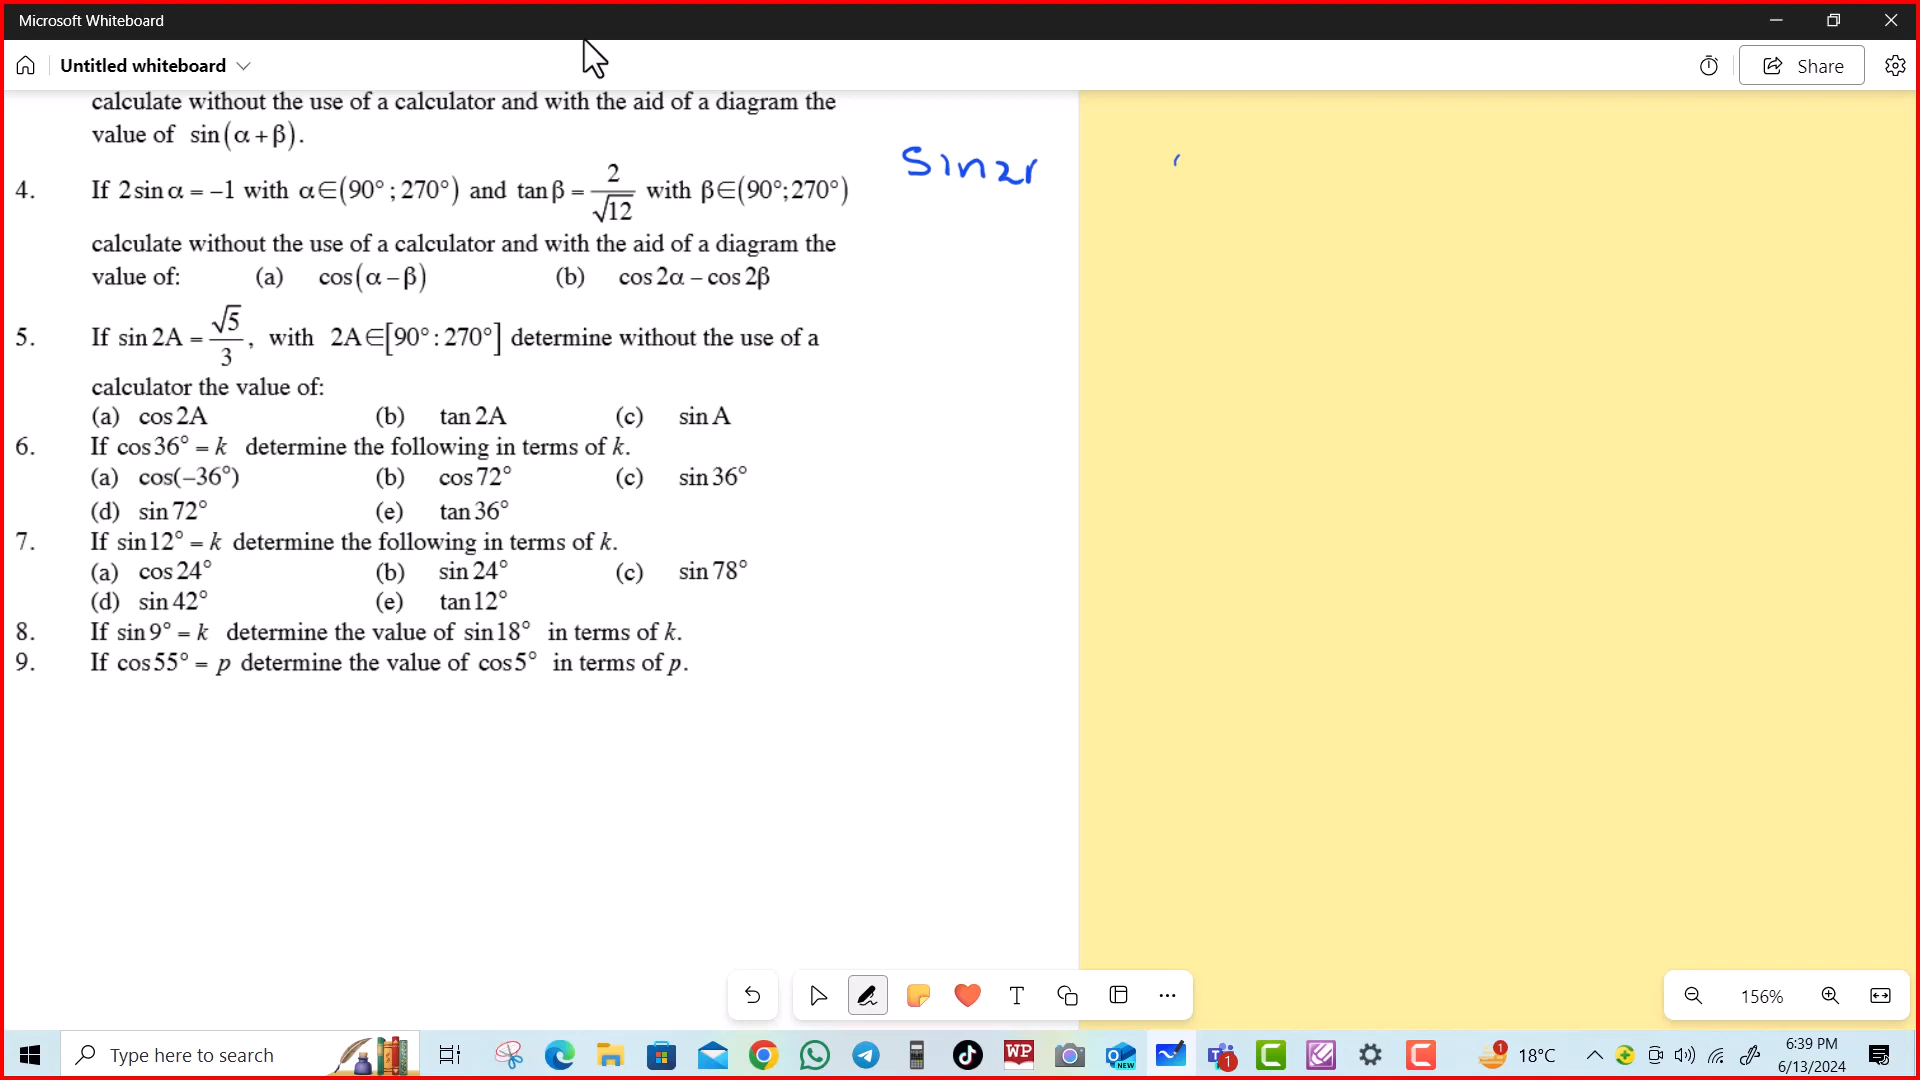 Microsoft Whiteboard
Untitled whiteboard
Share
calculate without the use of a calculator and with the aid of a diagram the
value of sin(α+β).
4. If 2sinα = −1 with α∈(90°; 270°) and tanβ = 2/√12 with β∈(90°;270°)
calculate without the use of a calculator and with the aid of a diagram the
value of: (a) cos(α−β) (b) cos2α − cos2β
5. If sin2A = √5/3, with 2A∈[90°:270°] determine without the use of a
calculator the value of:
(a) cos2A (b) tan2A (c) sinA
6. If cos36° = k determine the following in terms of k.
(a) cos(−36°) (b) cos72° (c) sin36°
(d) sin72° (e) tan36°
7. If sin12° = k determine the following in terms of k.
(a) cos24° (b) sin24° (c) sin78°
(d) sin42° (e) tan12°
8. If sin9° = k determine the value of sin18° in terms of k.
9. If cos55° = p determine the value of cos5° in terms of p.
T
156%
Type here to search
WP
NEW
1
1
18°C
6:39 PM
6/13/2024